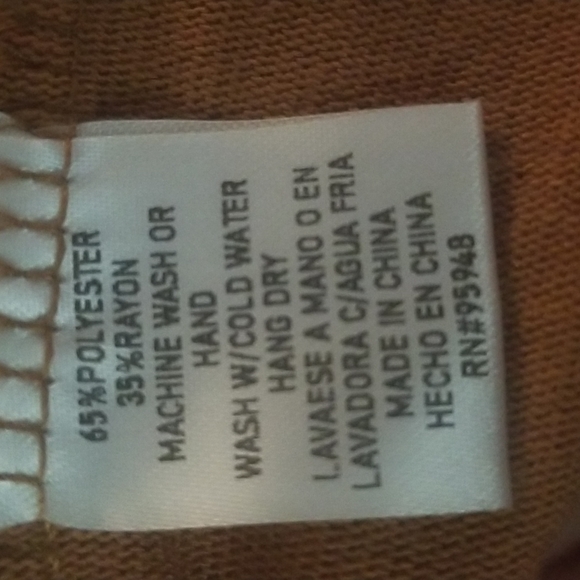 65%POLYESTER
35%RAYON
MACHINE WASH OR
HAND
WASH W/COLD WATER
HANG DRY
LAVAESE A MANO O EN
LAVADORA C/AGUA FRIA
MADE IN CHINA
HECHO EN CHINA
RN#95948